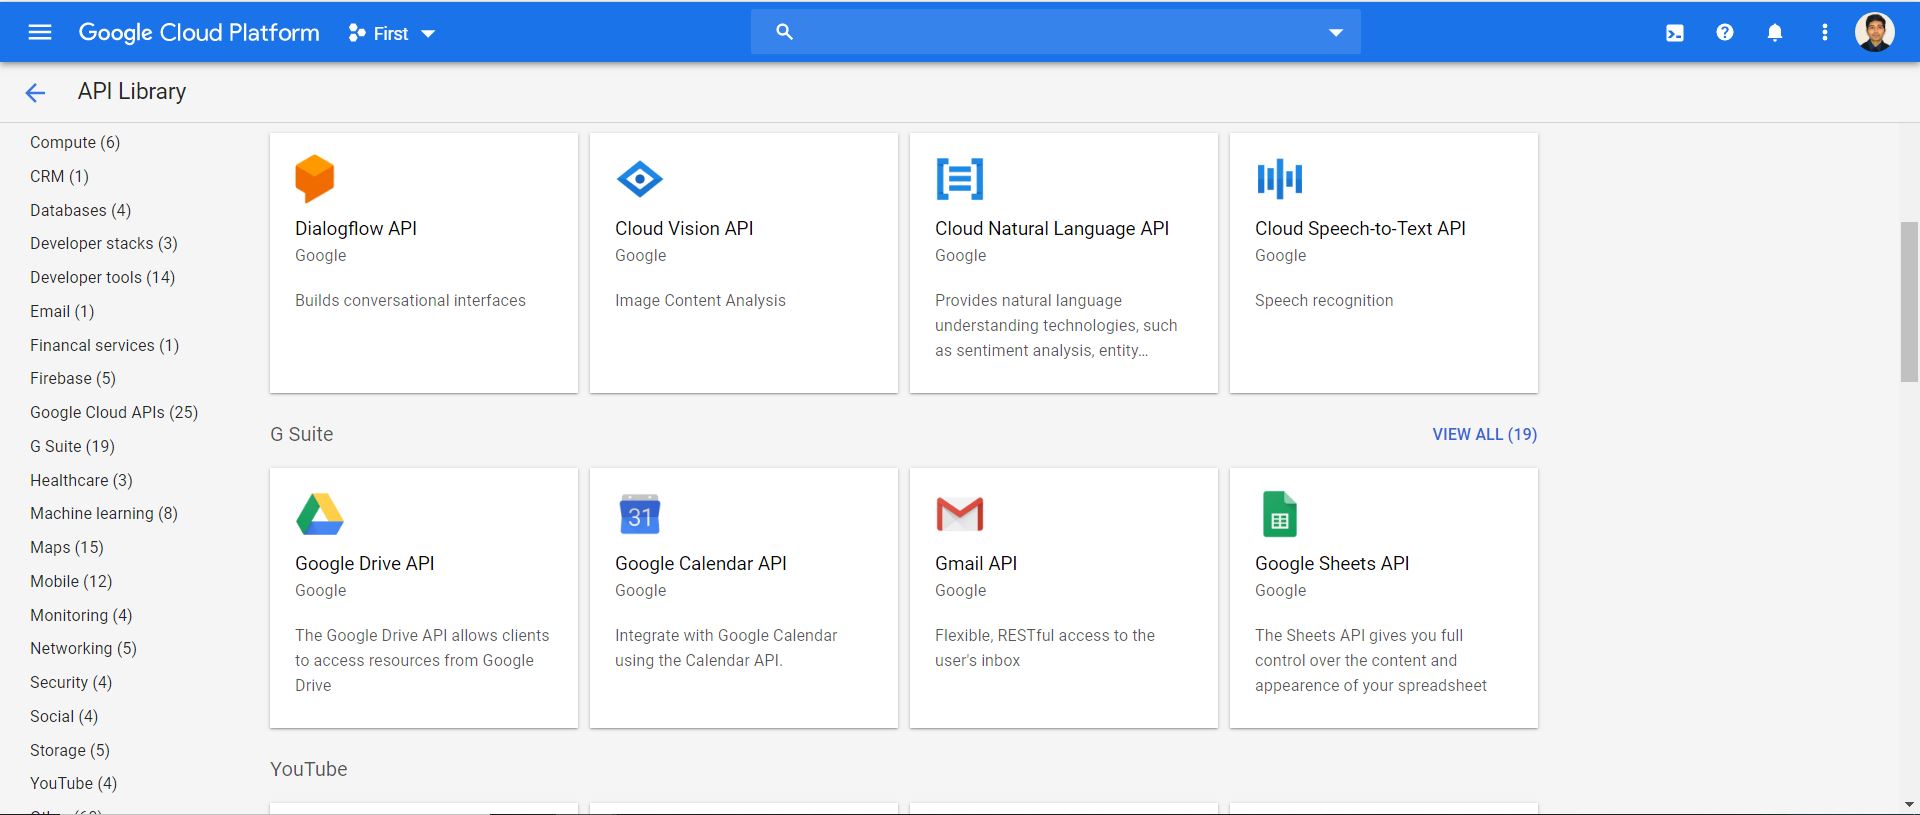 Google Cloud Platform
First
API Library
Compute (6)
CRM (1)
Databases (4)
Developer stacks (3)
Developer tools (14)
Email (1)
Financal services (1)
Firebase (5)
Google Cloud APIs (25)
G Suite (19)
Healthcare (3)
Machine learning (8)
Maps (15)
Mobile (12)
Monitoring (4)
Networking (5)
Security (4)
Social (4)
Storage (5)
YouTube (4)
Dialogflow API
Google
Builds conversational interfaces
Cloud Vision API
Google
Image Content Analysis
Cloud Natural Language API
Google
Provides natural language
understanding technologies, such
as sentiment analysis, entity...
Cloud Speech-to-Text API
Google
Speech recognition
G Suite
VIEW ALL (19)
Google Drive API
Google
The Google Drive API allows clients
to access resources from Google
Drive
31
Google Calendar API
Google
Integrate with Google Calendar
using the Calendar API.
Gmail API
Google
Flexible, RESTful access to the
user's inbox
Google Sheets API
Google
The Sheets API gives you full
control over the content and
appearence of your spreadsheet
YouTube